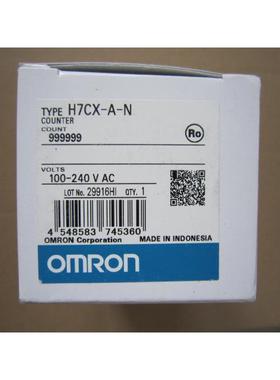 TYPE H7CX-A-N
COUNTER
COUNT
999999
Ro
VOLTS
100-240 V AC
LOT No. 29916HI QTY. 1
4 548583 745360
OMRON Corporation MADE IN INDONESIA
OMRON